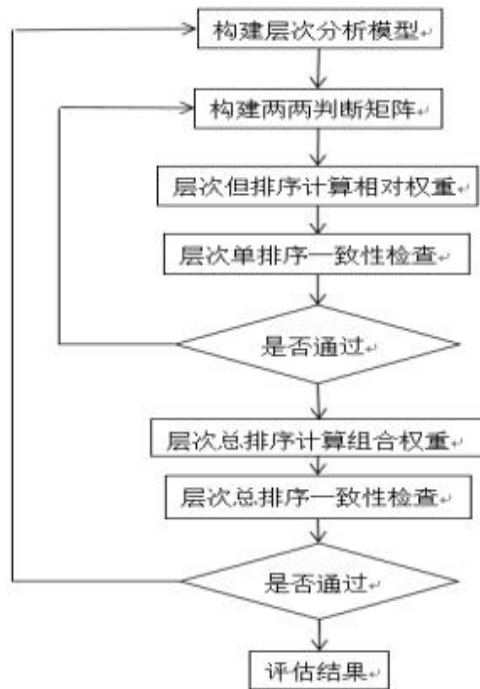 构建层次分析模型↵
构建两两判断矩阵↵
层次但排序计算相对权重↵
层次单排序一致性检查↵
是否通过↵
层次总排序计算组合权重↵
层次总排序一致性检查↵
是否通过↵
评估结果↵